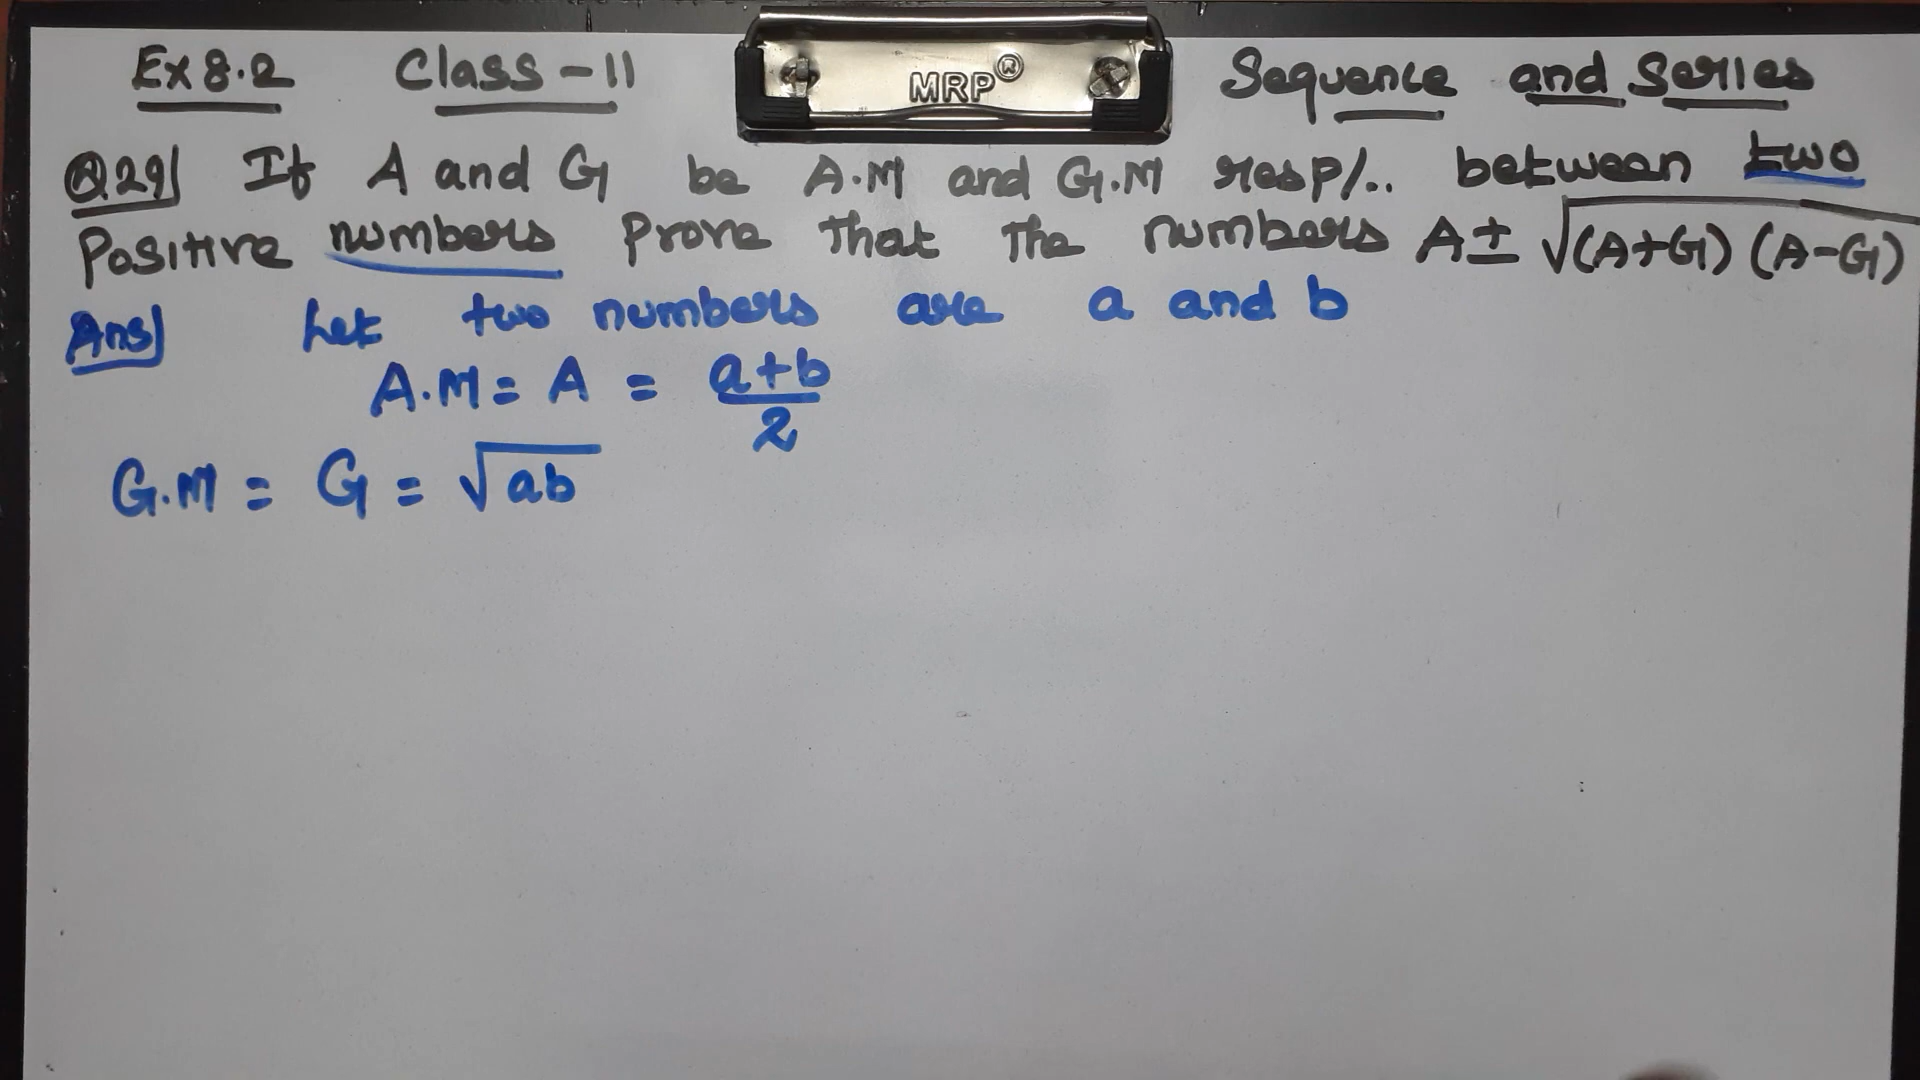 Ex 8.2 Class - 11 MRP® Sequence and Series
Q.29) If A and G be A.M and G.M resp/.. between two
Positive numbers Prove that The numbers A ± √(A+G) (A-G)
Ans) Let two numbers are a and b
A.M = A = a+b/2
G.M = G = √ab